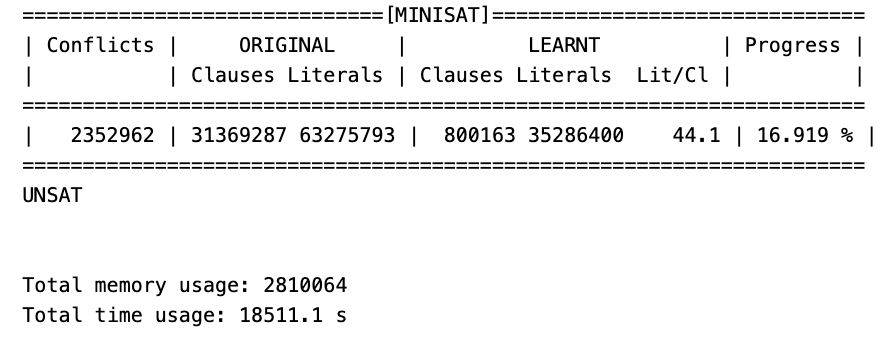 ==============================[MINISAT]===============================
| Conflicts |     ORIGINAL     |          LEARNT          | Progress |
|           | Clauses Literals | Clauses Literals  Lit/Cl |          |
======================================================================
|   2352962 | 31369287 63275793 |  800163 35286400    44.1 | 16.919 % |
======================================================================
UNSAT
Total memory usage: 2810064
Total time usage: 18511.1 s